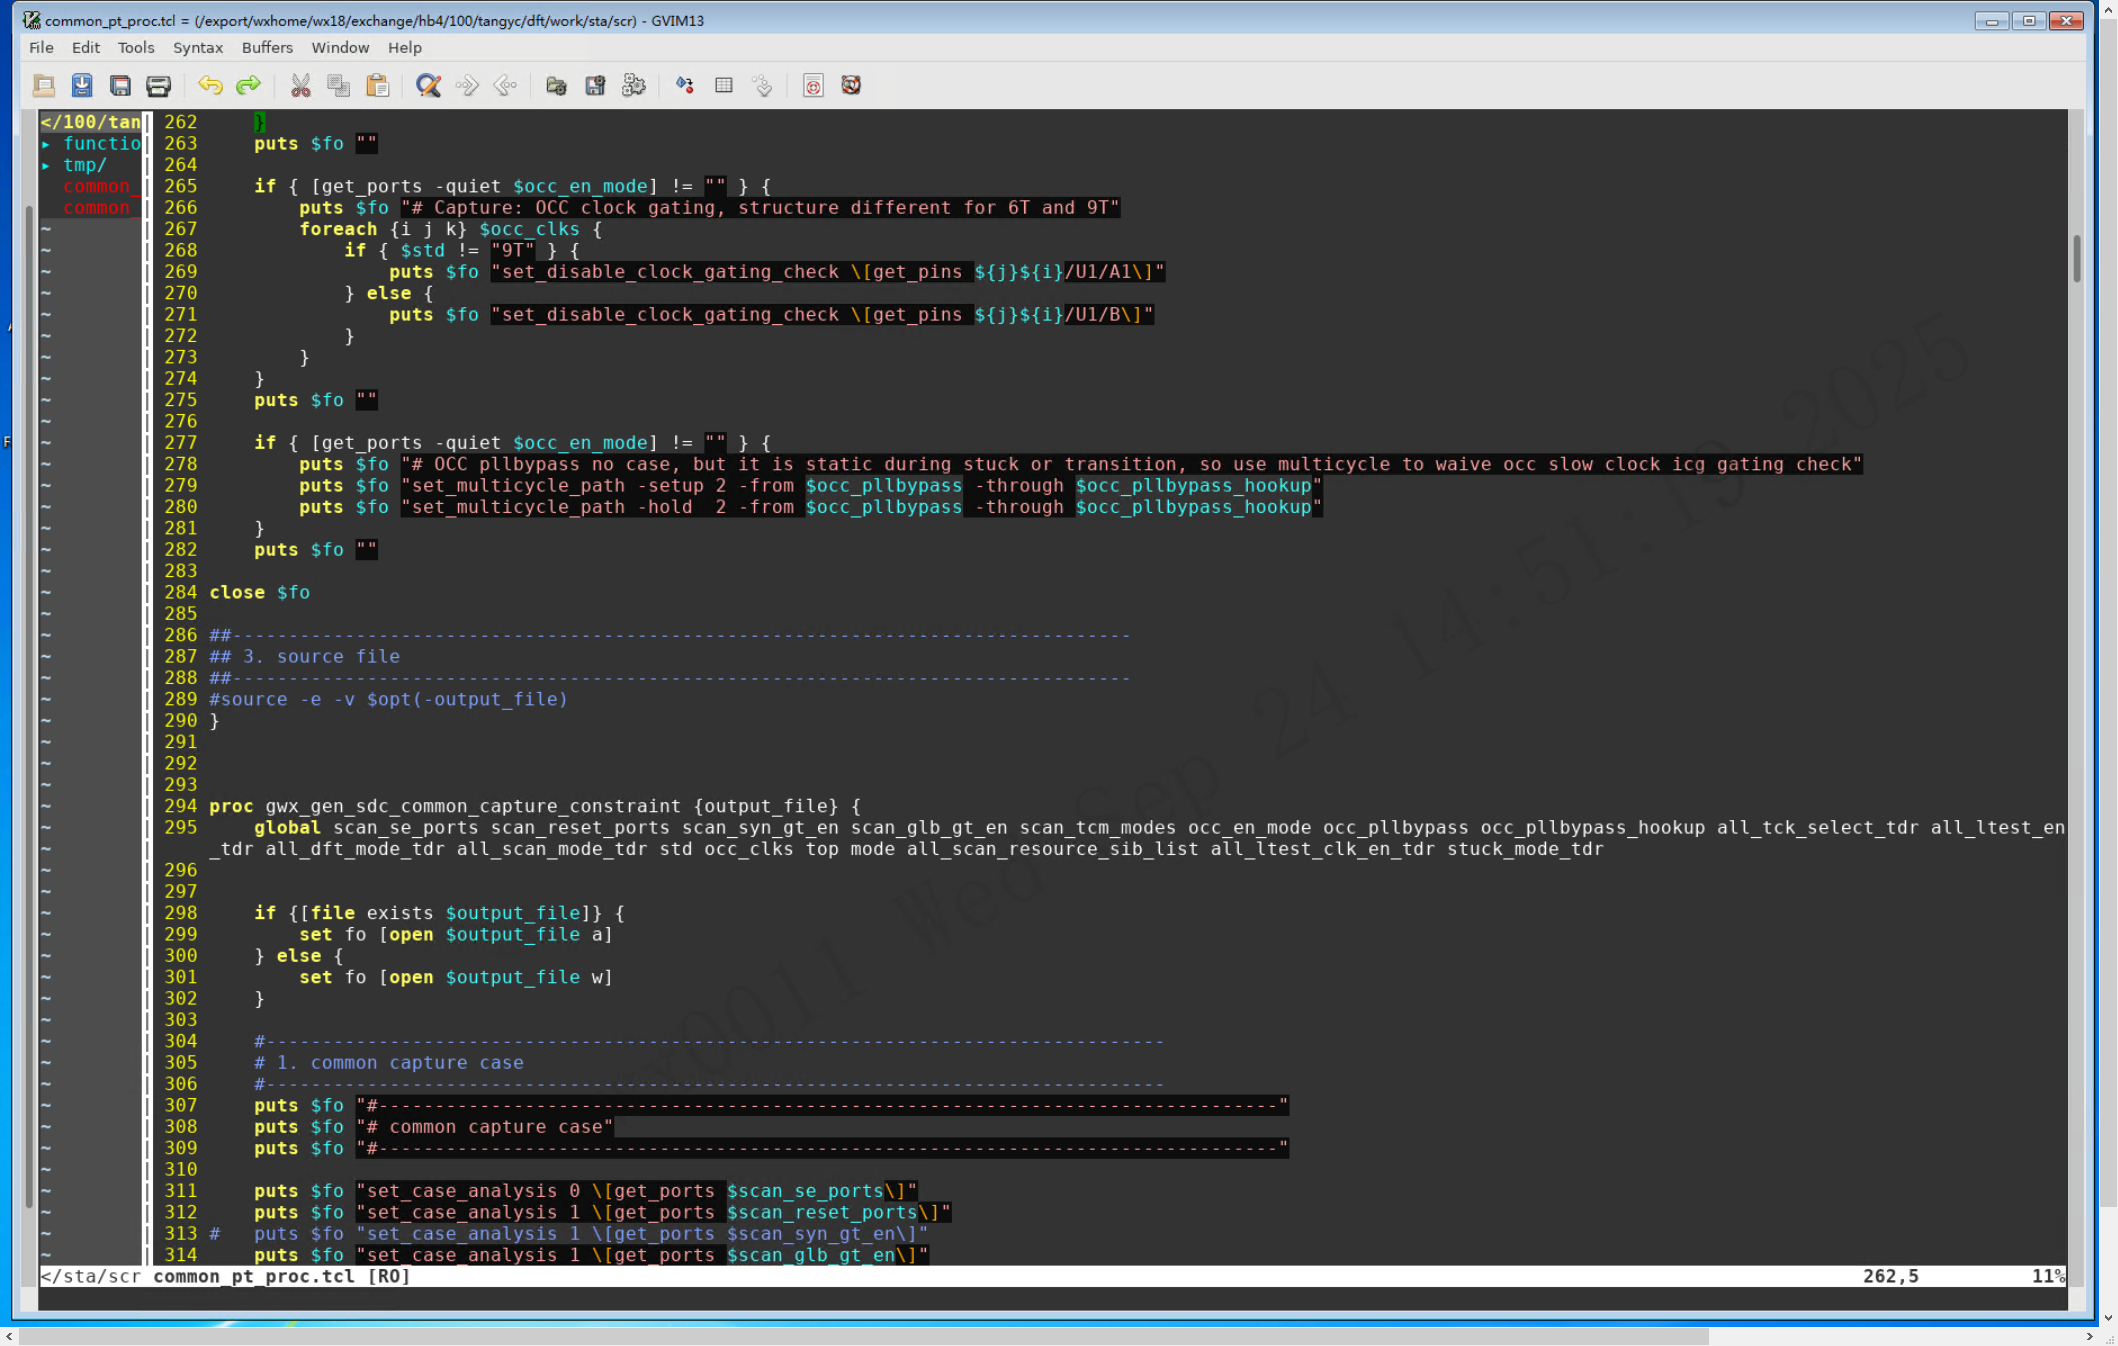 common_pt_proc.tcl = (/export/wxhome/wx18/exchange/hb4/100/tangyc/dft/work/sta/scr) - GVIM13
File Edit Tools Syntax Buffers Window Help
</100/tan
▸ functio
▸ tmp/
common_
common_
262     }
263     puts $fo ""
264
265     if { [get_ports -quiet $occ_en_mode] != "" } {
266         puts $fo "# Capture: OCC clock gating, structure different for 6T and 9T"
267         foreach {i j k} $occ_clks {
268             if { $std != "9T" } {
269                 puts $fo "set_disable_clock_gating_check \[get_pins ${j}${i}/U1/A1\]"
270             } else {
271                 puts $fo "set_disable_clock_gating_check \[get_pins ${j}${i}/U1/B\]"
272             }
273         }
274     }
275     puts $fo ""
276
277     if { [get_ports -quiet $occ_en_mode] != "" } {
278         puts $fo "# OCC pllbypass no case, but it is static during stuck or transition, so use multicycle to waive occ slow clock icg gating check"
279         puts $fo "set_multicycle_path -setup 2 -from $occ_pllbypass -through $occ_pllbypass_hookup"
280         puts $fo "set_multicycle_path -hold  2 -from $occ_pllbypass -through $occ_pllbypass_hookup"
281     }
282     puts $fo ""
283
284 close $fo
285
286 ##--------------------------------------------------------------------------------
287 ## 3. source file
288 ##--------------------------------------------------------------------------------
289 #source -e -v $opt(-output_file)
290 }
291
292
293
294 proc gwx_gen_sdc_common_capture_constraint {output_file} {
295     global scan_se_ports scan_reset_ports scan_syn_gt_en scan_glb_gt_en scan_tcm_modes occ_en_mode occ_pllbypass occ_pllbypass_hookup all_tck_select_tdr all_ltest_en
_tdr all_dft_mode_tdr all_scan_mode_tdr std occ_clks top mode all_scan_resource_sib_list all_ltest_clk_en_tdr stuck_mode_tdr
296
297
298     if {[file exists $output_file]} {
299         set fo [open $output_file a]
300     } else {
301         set fo [open $output_file w]
302     }
303
304     #--------------------------------------------------------------------------------
305     # 1. common capture case
306     #--------------------------------------------------------------------------------
307     puts $fo "#--------------------------------------------------------------------------------"
308     puts $fo "# common capture case"
309     puts $fo "#--------------------------------------------------------------------------------"
310
311     puts $fo "set_case_analysis 0 \[get_ports $scan_se_ports\]"
312     puts $fo "set_case_analysis 1 \[get_ports $scan_reset_ports\]"
313 #   puts $fo "set_case_analysis 1 \[get_ports $scan_syn_gt_en\]"
314     puts $fo "set_case_analysis 1 \[get_ports $scan_glb_gt_en\]"
</sta/scr common_pt_proc.tcl [RO] 262,5 11%
Wed Sep 24 14:51:19 2025